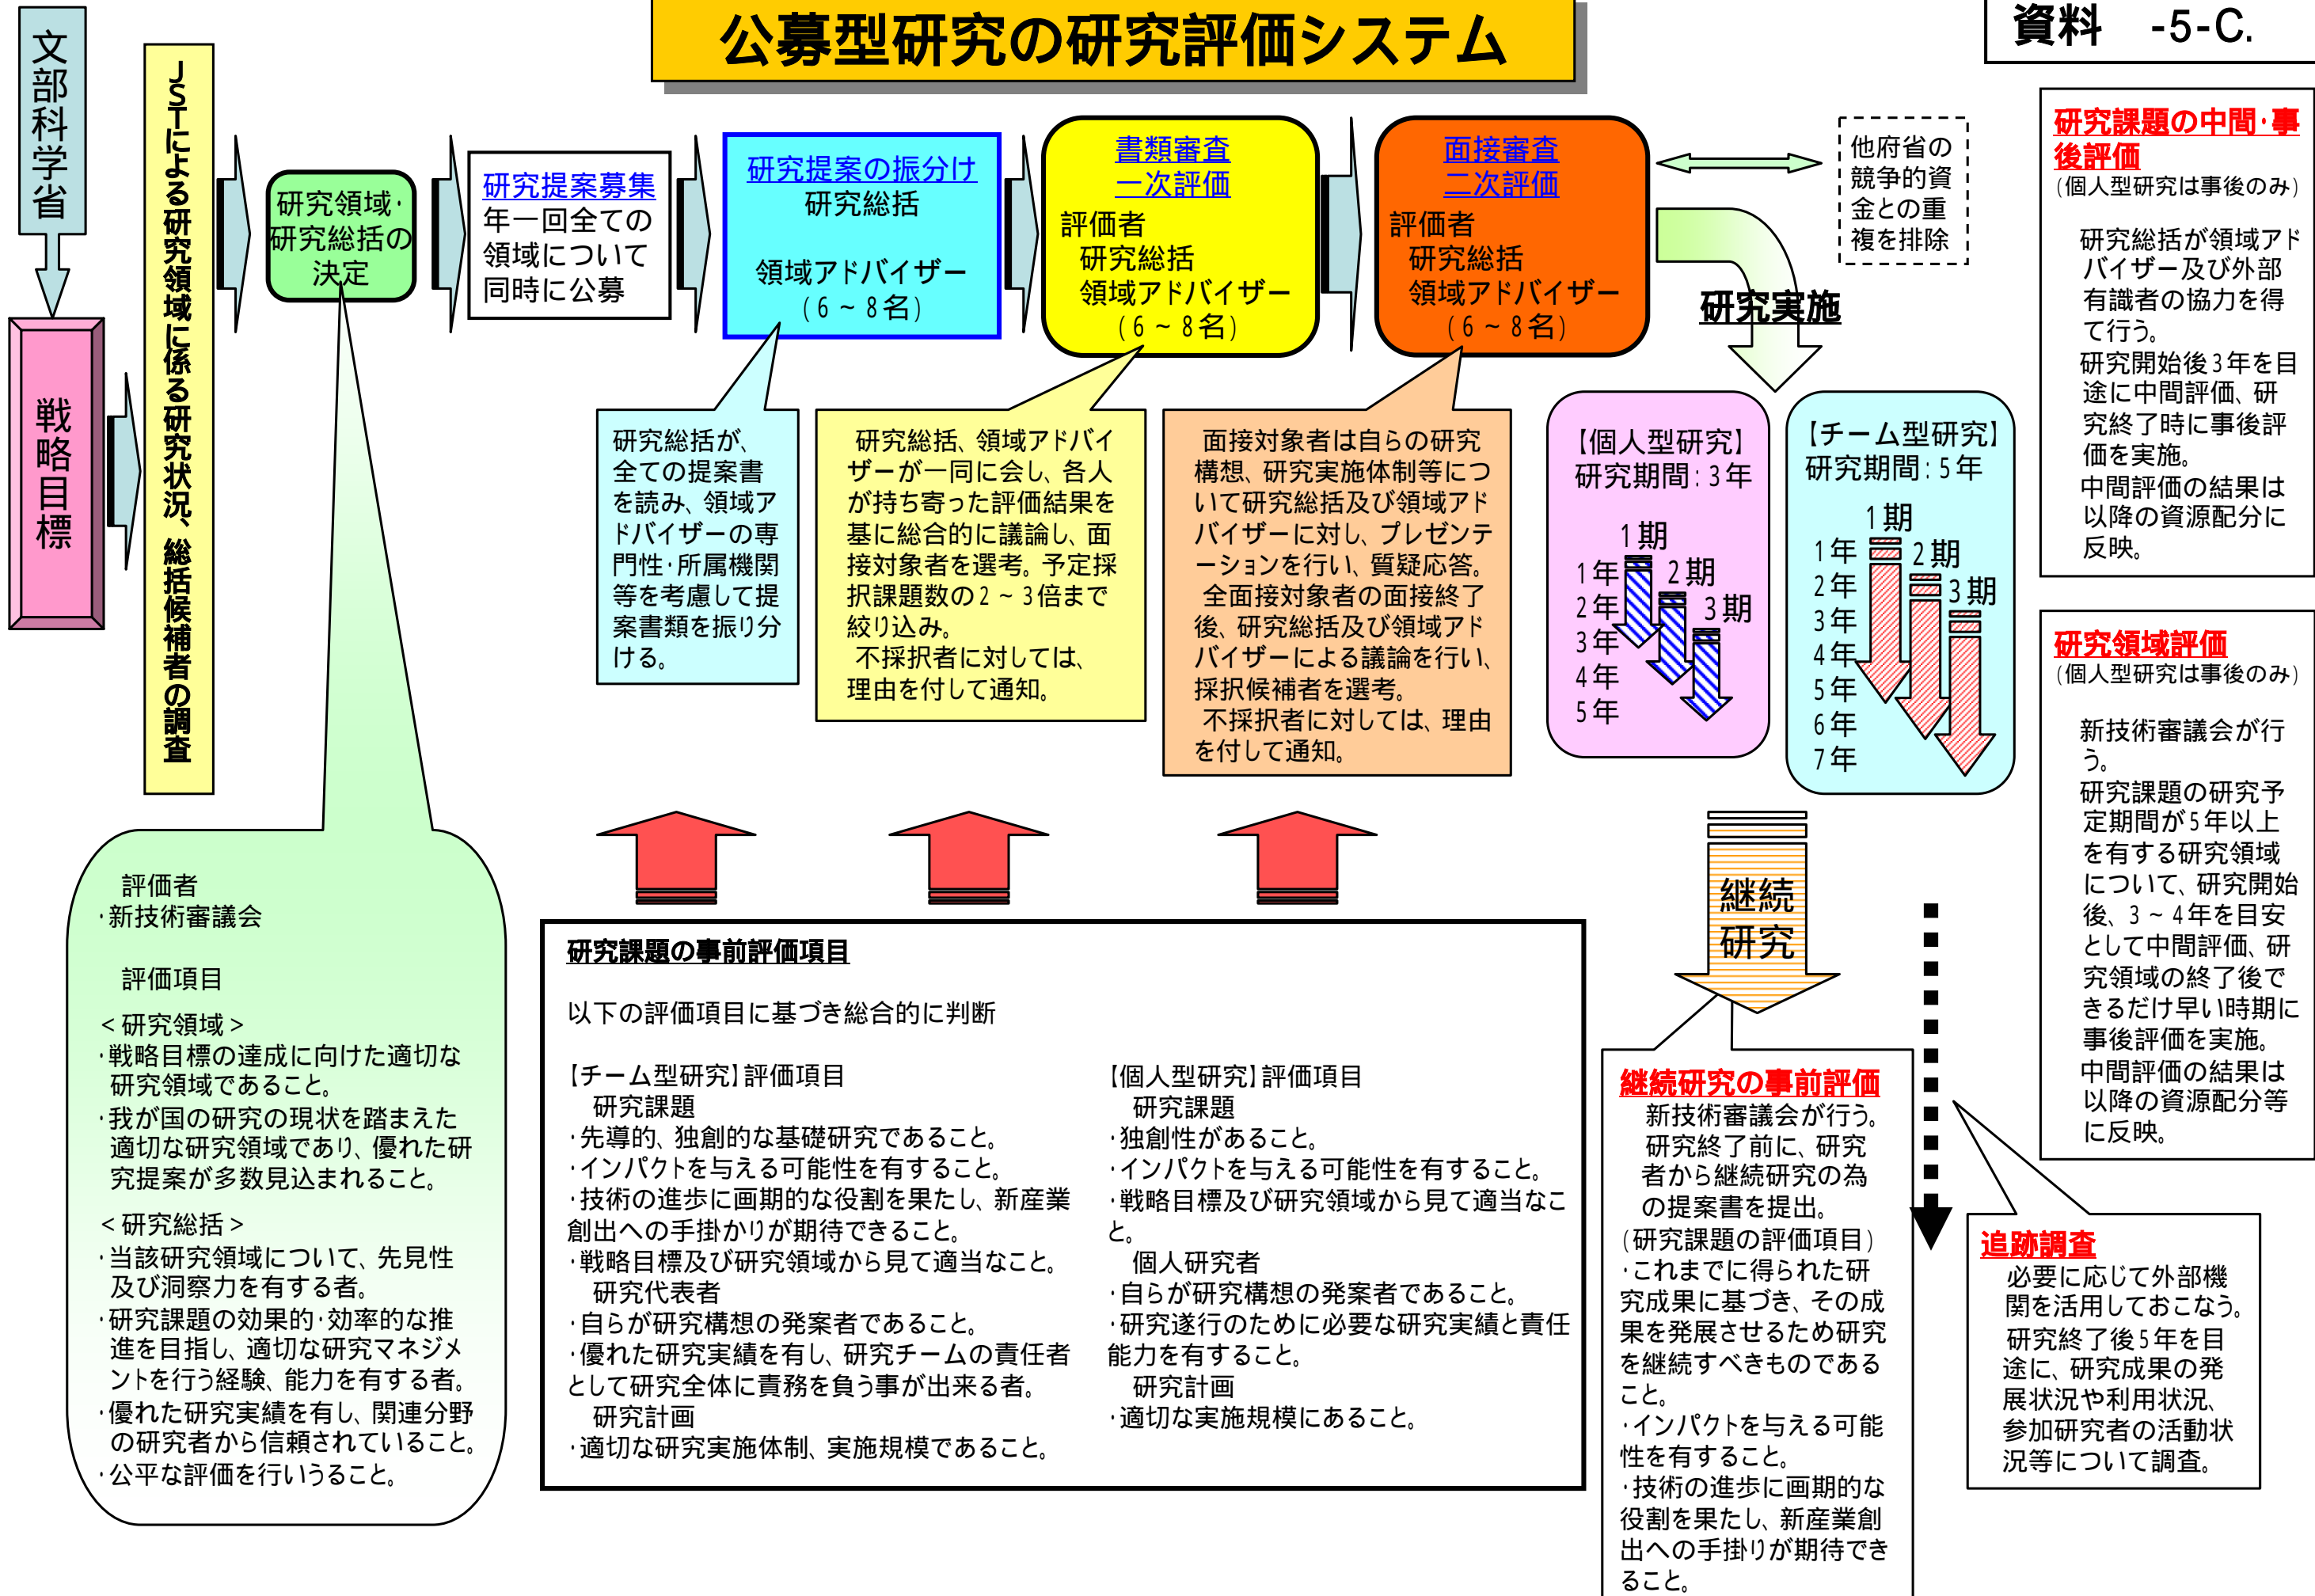 公募型研究の研究評価システム
資料　-5-C.
文部科学省
戦略目標
JSTによる研究領域に係る研究状況、総括候補者の調査
研究領域・
研究総括の
決定
研究提案募集
年一回全ての
領域について
同時に公募
研究提案の振分け
研究総括
領域アドバイザー
(6～8名)
書類審査
一次評価
評価者
研究総括
領域アドバイザー
(6～8名)
面接審査
二次評価
評価者
研究総括
領域アドバイザー
(6～8名)
他府省の
競争的資
金との重
複を排除
研究実施
研究総括が、
全ての提案書
を読み、領域ア
ドバイザーの専
門性・所属機関
等を考慮して提
案書類を振り分
ける。
研究総括、領域アドバイ
ザーが一同に会し、各人
が持ち寄った評価結果を
基に総合的に議論し、面
接対象者を選考。予定採
択課題数の2～3倍まで
絞り込み。
不採択者に対しては、
理由を付して通知。
面接対象者は自らの研究
構想、研究実施体制等につ
いて研究総括及び領域アド
バイザーに対し、プレゼンテ
ーションを行い、質疑応答。
全面接対象者の面接終了
後、研究総括及び領域アド
バイザーによる議論を行い、
採択候補者を選考。
不採択者に対しては、理由
を付して通知。
【個人型研究】
研究期間：3年
1期
2期
3期
1年
2年
3年
4年
5年
【チーム型研究】
研究期間：5年
1期
2期
3期
1年
2年
3年
4年
5年
6年
7年
研究課題の中間・事
後評価
(個人型研究は事後のみ)
研究総括が領域アド
バイザー及び外部
有識者の協力を得
て行う。
研究開始後3年を目
途に中間評価、研
究終了時に事後評
価を実施。
中間評価の結果は
以降の資源配分に
反映。
研究領域評価
(個人型研究は事後のみ)
新技術審議会が行
う。
研究課題の研究予
定期間が5年以上
を有する研究領域
について、研究開始
後、3～4年を目安
として中間評価、研
究領域の終了後で
きるだけ早い時期に
事後評価を実施。
中間評価の結果は
以降の資源配分等
に反映。
評価者
・新技術審議会
評価項目
<研究領域>
・戦略目標の達成に向けた適切な
研究領域であること。
・我が国の研究の現状を踏まえた
適切な研究領域であり、優れた研
究提案が多数見込まれること。
<研究総括>
・当該研究領域について、先見性
及び洞察力を有する者。
・研究課題の効果的・効率的な推
進を目指し、適切な研究マネジメ
ントを行う経験、能力を有する者。
・優れた研究実績を有し、関連分野
の研究者から信頼されていること。
・公平な評価を行いうること。
研究課題の事前評価項目
以下の評価項目に基づき総合的に判断
【チーム型研究】評価項目
研究課題
・先導的、独創的な基礎研究であること。
・インパクトを与える可能性を有すること。
・技術の進歩に画期的な役割を果たし、新産業
創出への手掛かりが期待できること。
・戦略目標及び研究領域から見て適当なこと。
研究代表者
・自らが研究構想の発案者であること。
・優れた研究実績を有し、研究チームの責任者
として研究全体に責務を負う事が出来る者。
研究計画
・適切な研究実施体制、実施規模であること。
【個人型研究】評価項目
研究課題
・独創性があること。
・インパクトを与える可能性を有すること。
・戦略目標及び研究領域から見て適当なこ
と。
個人研究者
・自らが研究構想の発案者であること。
・研究遂行のために必要な研究実績と責任
能力を有すること。
研究計画
・適切な実施規模にあること。
継続
研究
継続研究の事前評価
新技術審議会が行う。
研究終了前に、研究
者から継続研究の為
の提案書を提出。
(研究課題の評価項目)
・これまでに得られた研
究成果に基づき、その成
果を発展させるため研究
を継続すべきものである
こと。
・インパクトを与える可能
性を有すること。
・技術の進歩に画期的な
役割を果たし、新産業創
出への手掛りが期待でき
ること。
追跡調査
必要に応じて外部機
関を活用しておこなう。
研究終了後5年を目
途に、研究成果の発
展状況や利用状況、
参加研究者の活動状
況等について調査。